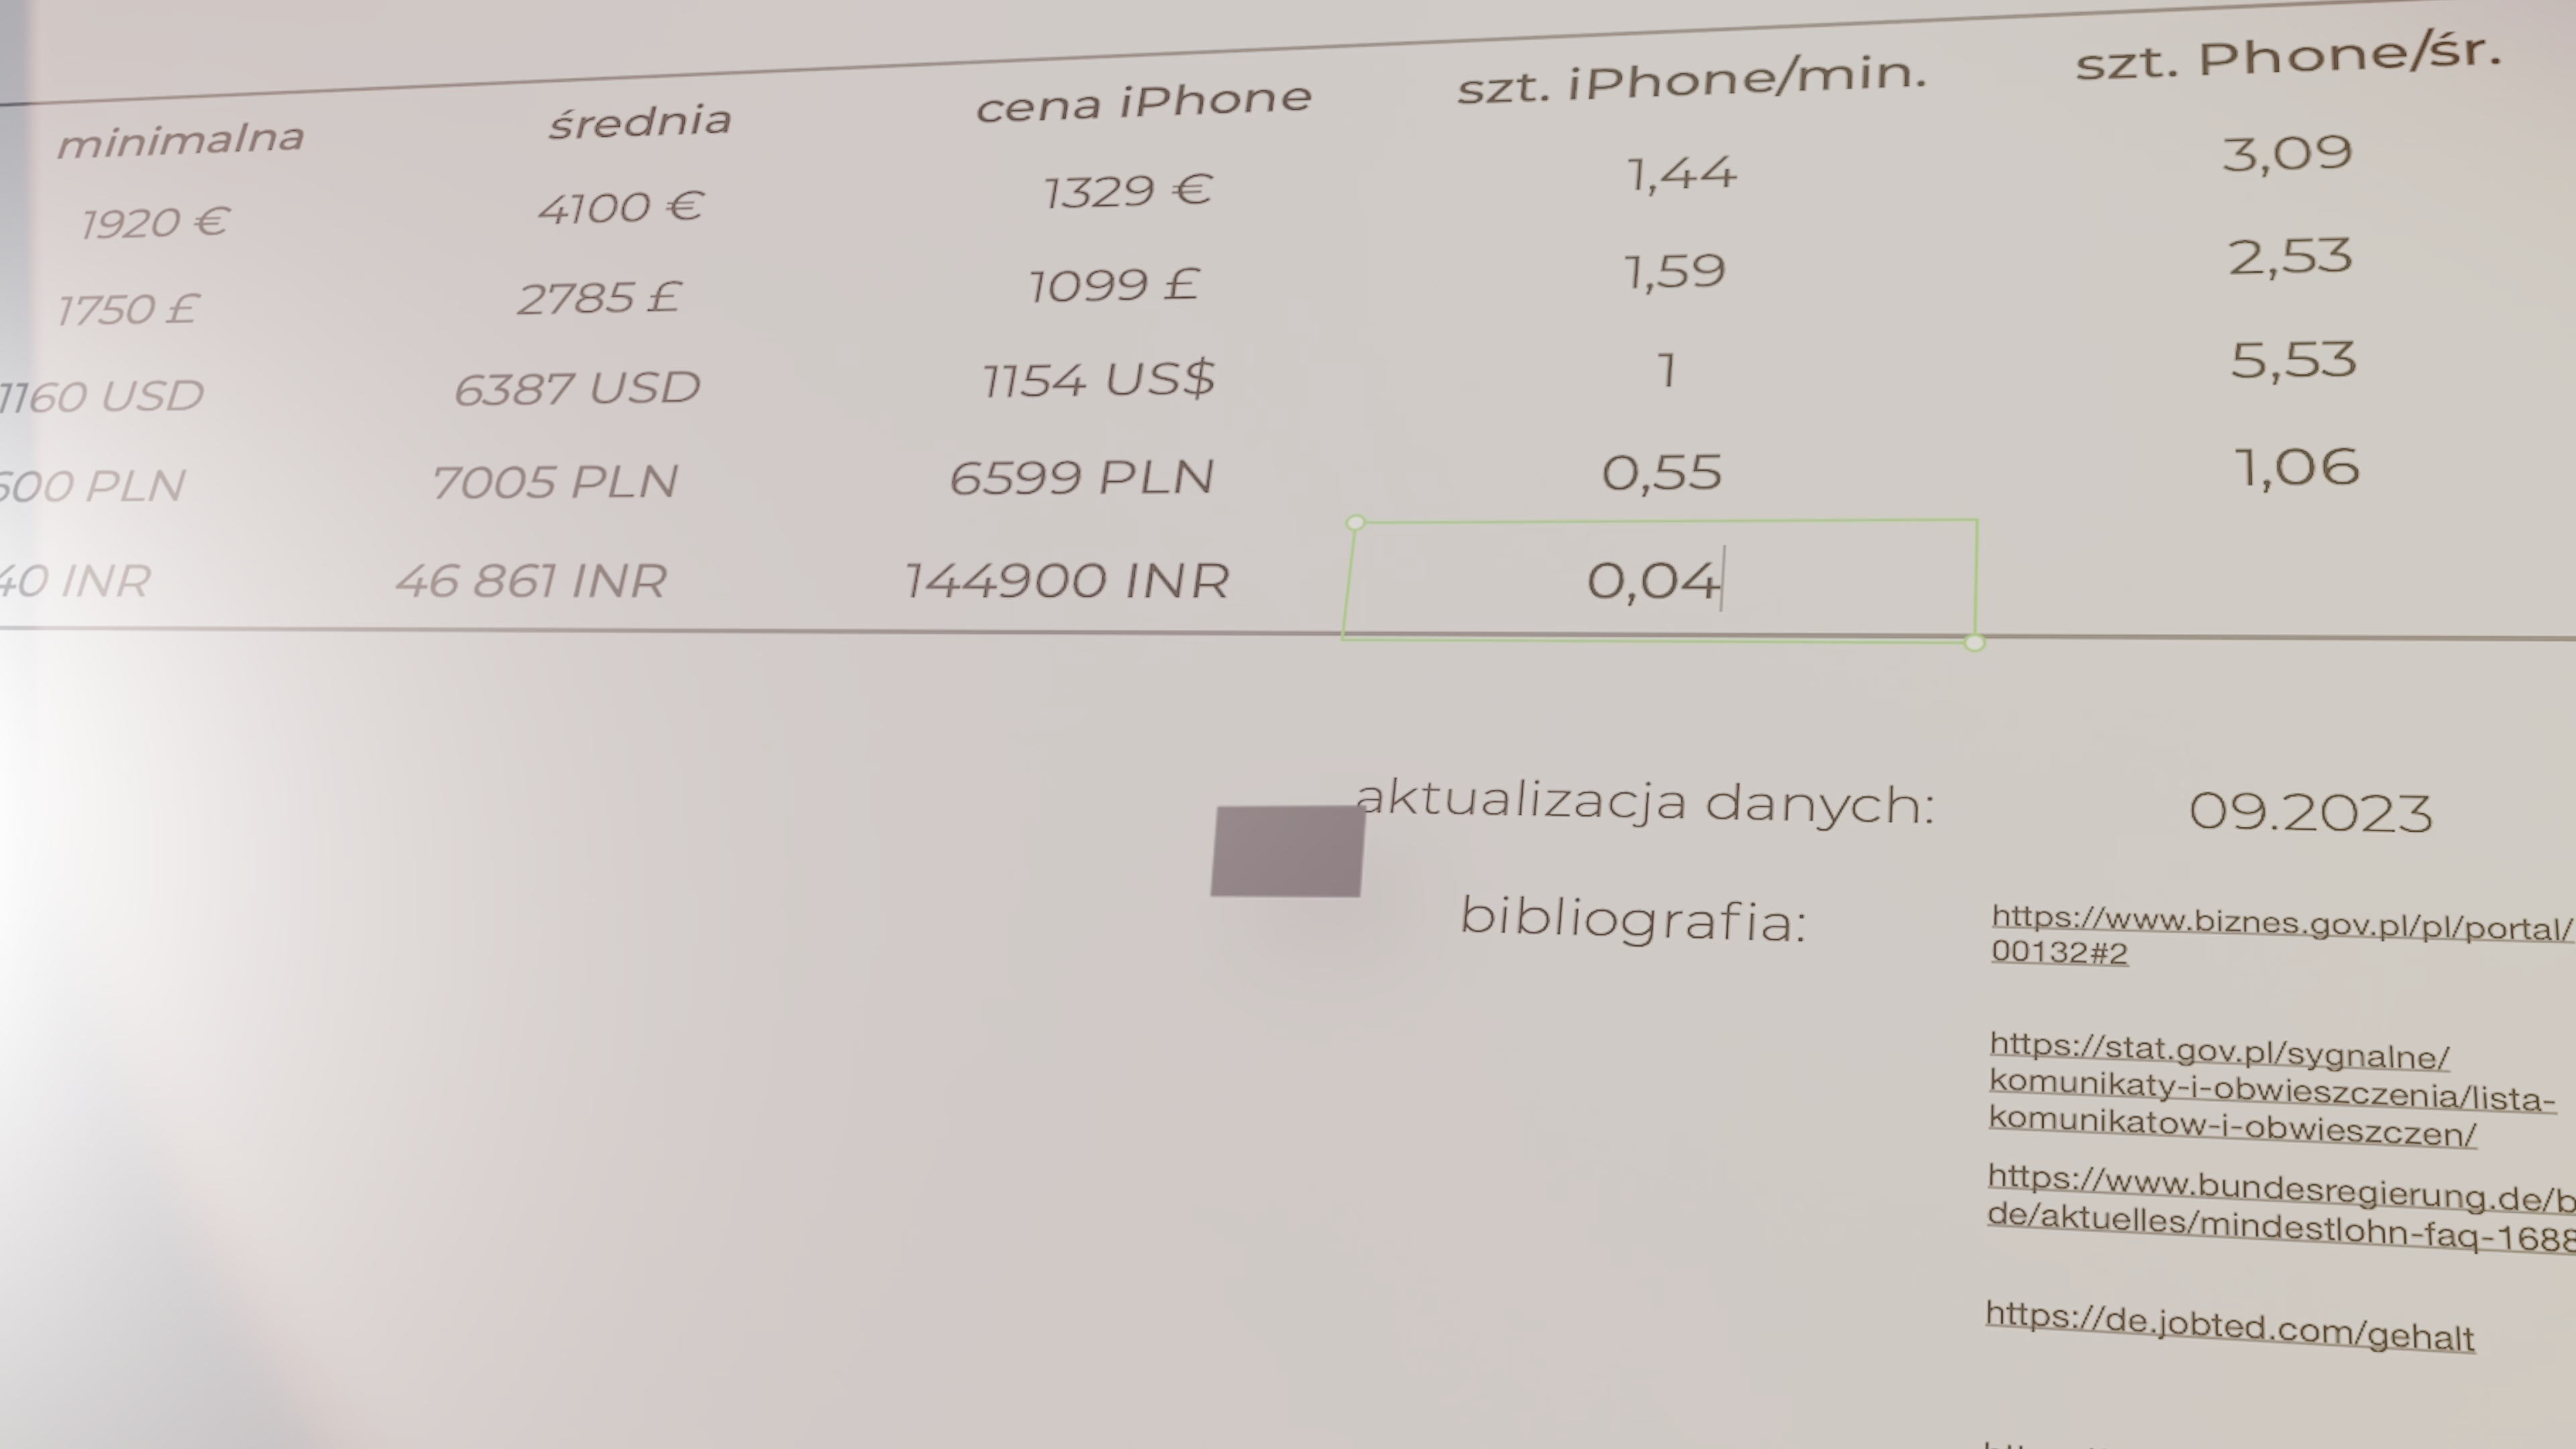 minimalna średnia cena iPhone szt. iPhone/min. szt. Phone/śr.
1920 € 4100 € 1329 € 1,44 3,09
1750 £ 2785 £ 1099 £ 1,59 2,53
1160 USD 6387 USD 1154 US$ 1 5,53
600 PLN 7005 PLN 6599 PLN 0,55 1,06
40 INR 46 861 INR 144900 INR 0,04
aktualizacja danych: 09.2023
bibliografia: https://www.biznes.gov.pl/pl/portal/
00132#2
https://stat.gov.pl/sygnalne/
komunikaty-i-obwieszczenia/lista-
komunikatow-i-obwieszczen/
https://www.bundesregierung.de/b
de/aktuelles/mindestlohn-faq-1688
https://de.jobted.com/gehalt